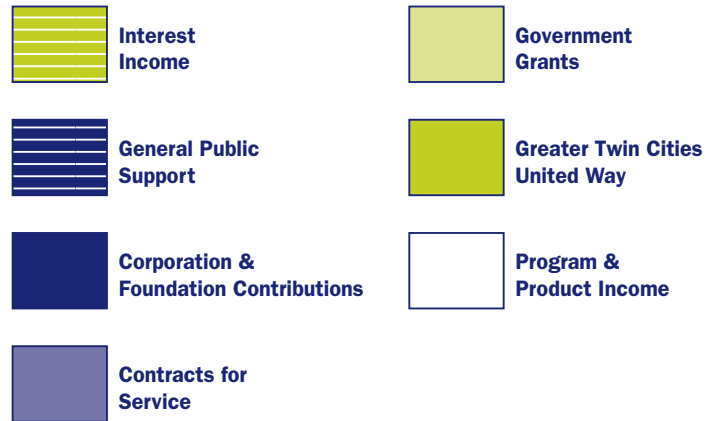 Interest
Income
Government
Grants
General Public
Support
Greater Twin Cities
United Way
Corporation &
Foundation Contributions
Program &
Product Income
Contracts for
Service